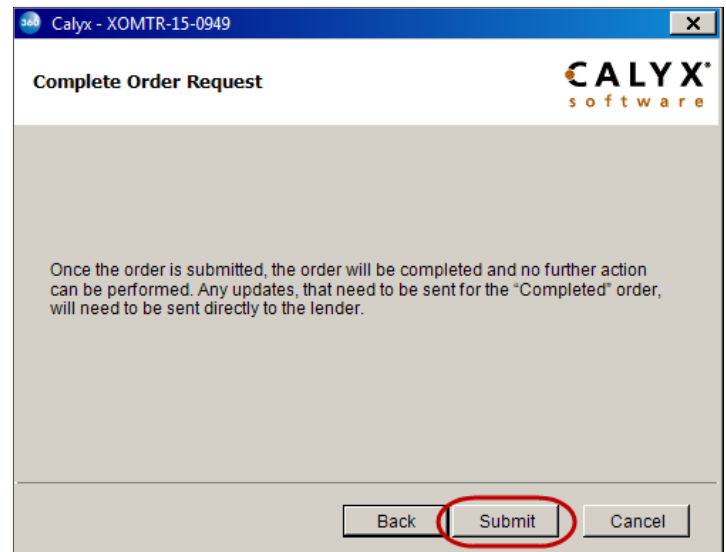 360 Calyx - XOMTR-15-0949
Complete Order Request
CALYX
software
Once the order is submitted, the order will be completed and no further action
can be performed. Any updates, that need to be sent for the “Completed” order,
will need to be sent directly to the lender.
Back Submit Cancel